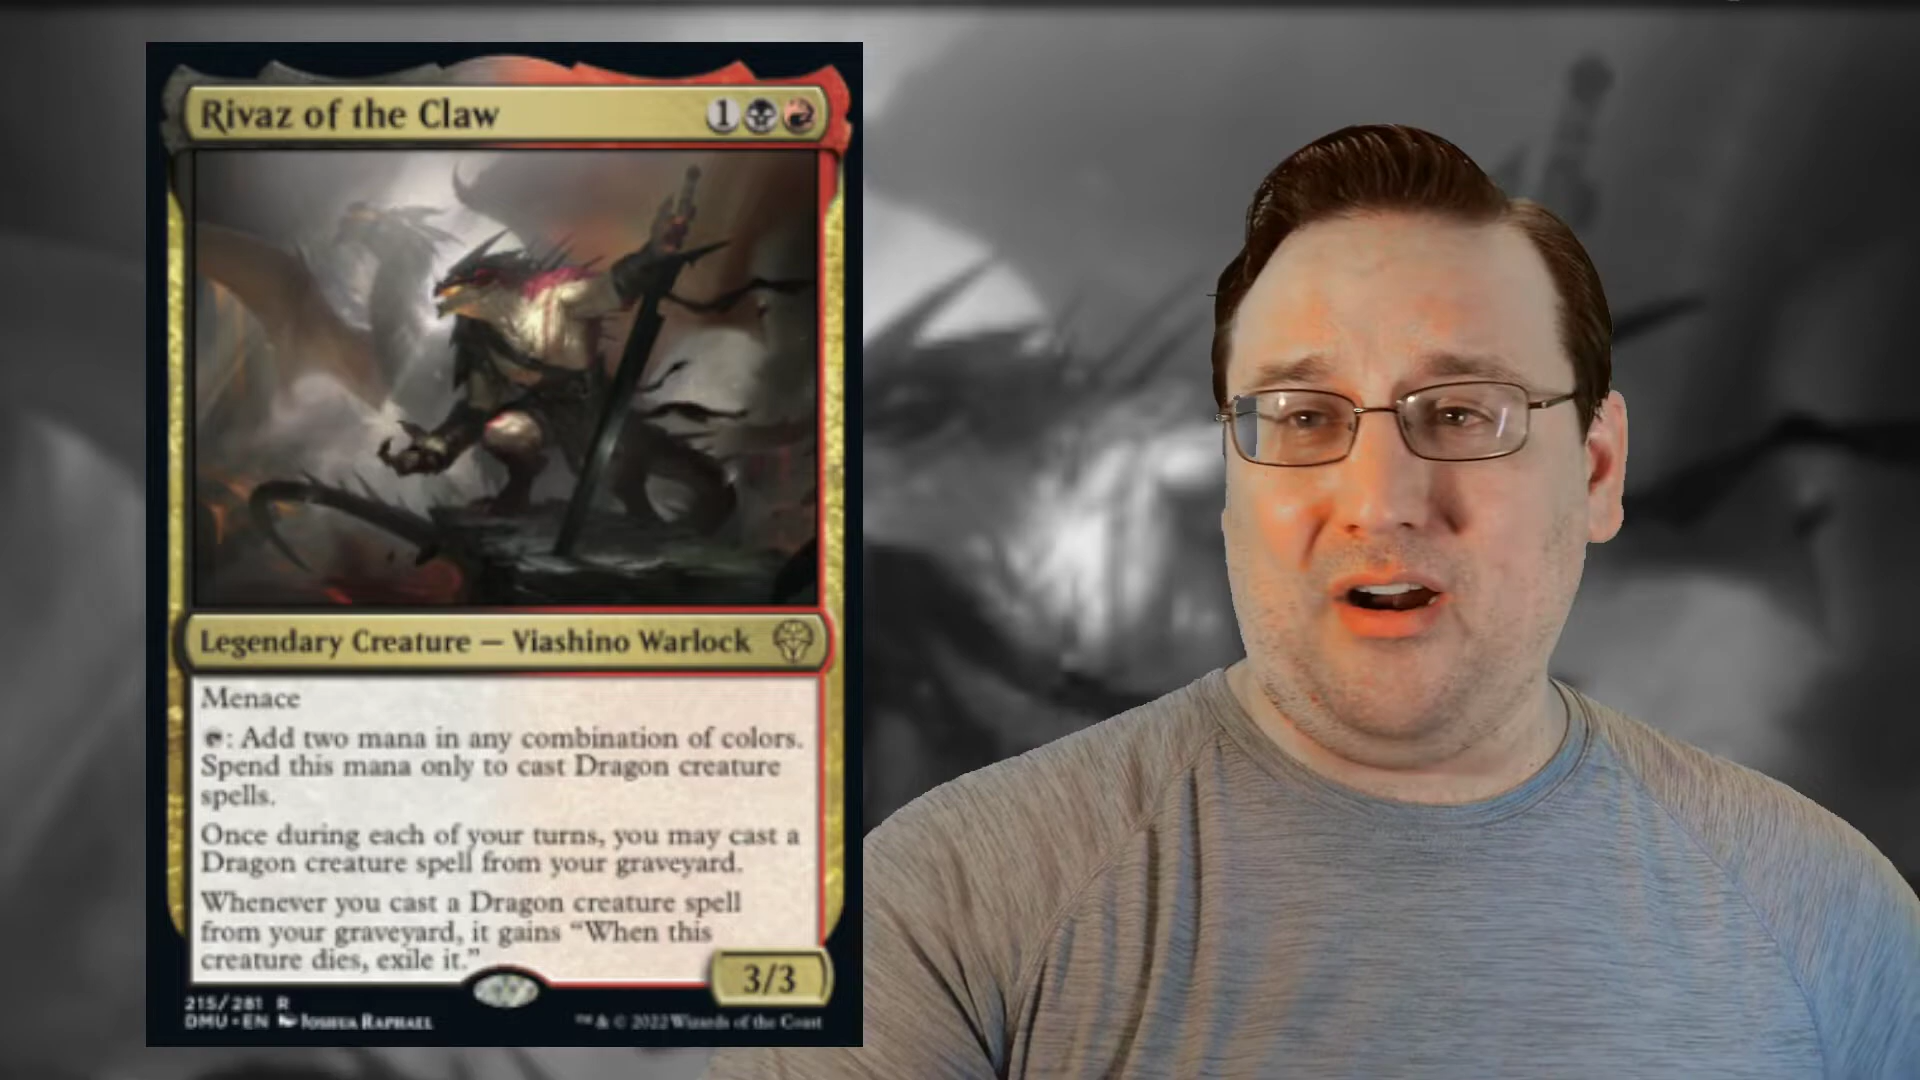 Rivaz of the Claw 1
Legendary Creature — Viashino Warlock
Menace
: Add two mana in any combination of colors.
Spend this mana only to cast Dragon creature
spells.
Once during each of your turns, you may cast a
Dragon creature spell from your graveyard.
Whenever you cast a Dragon creature spell
from your graveyard, it gains “When this
creature dies, exile it.”
3/3
215/281 R
DMU • EN Joshua Raphael
™ & © 2022 Wizards of the Coast